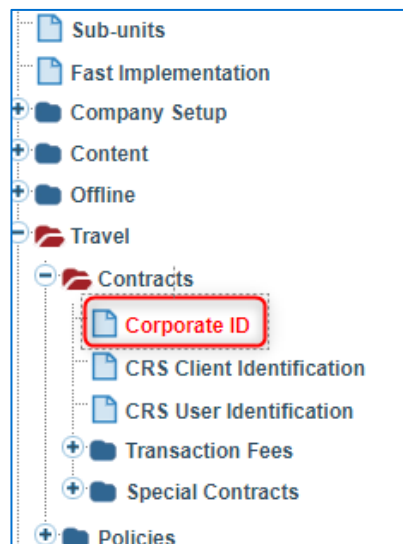 Sub-units
Fast Implementation
Company Setup
Content
Offline
Travel
Contracts
Corporate ID
CRS Client Identification
CRS User Identification
Transaction Fees
Special Contracts
Policies